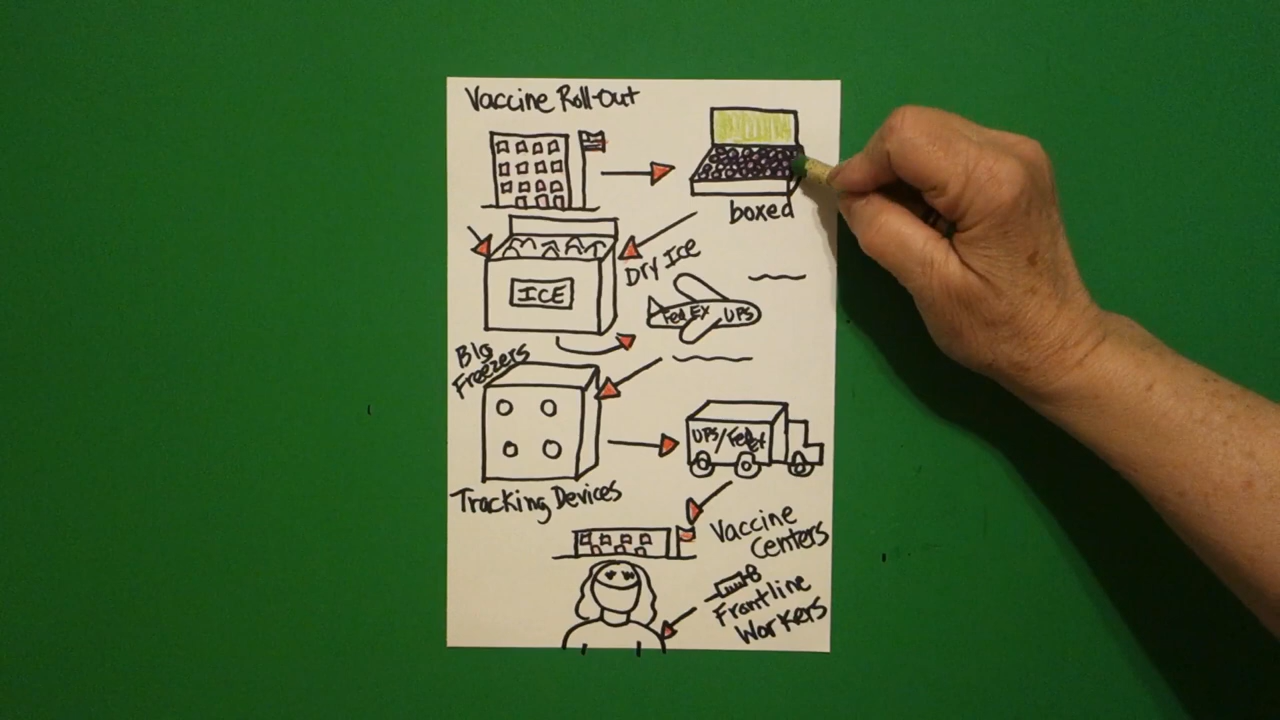 Vaccine Roll-Out
boxed
Dry Ice
ICE
FedEx UPS
Big
Freezers
UPS/FedEx
Tracking Devices
Vaccine
Centers
Frontline
Workers